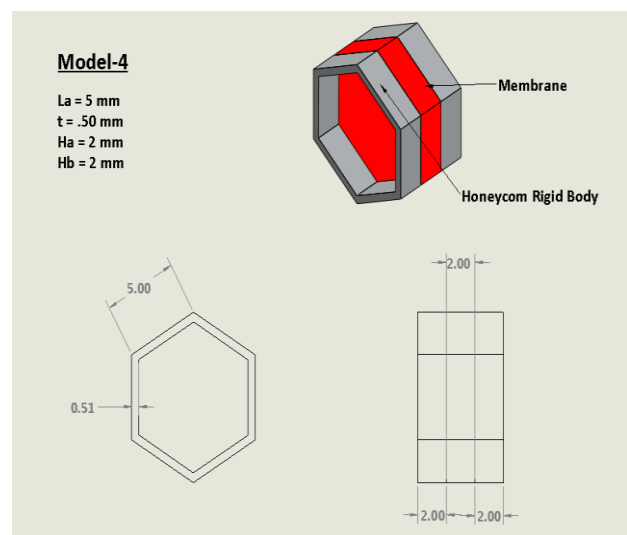 Model-4
La = 5 mm
t = .50 mm
Ha = 2 mm
Hb = 2 mm
Membrane
Honeycom Rigid Body
5.00
0.51
2.00
2.00
2.00